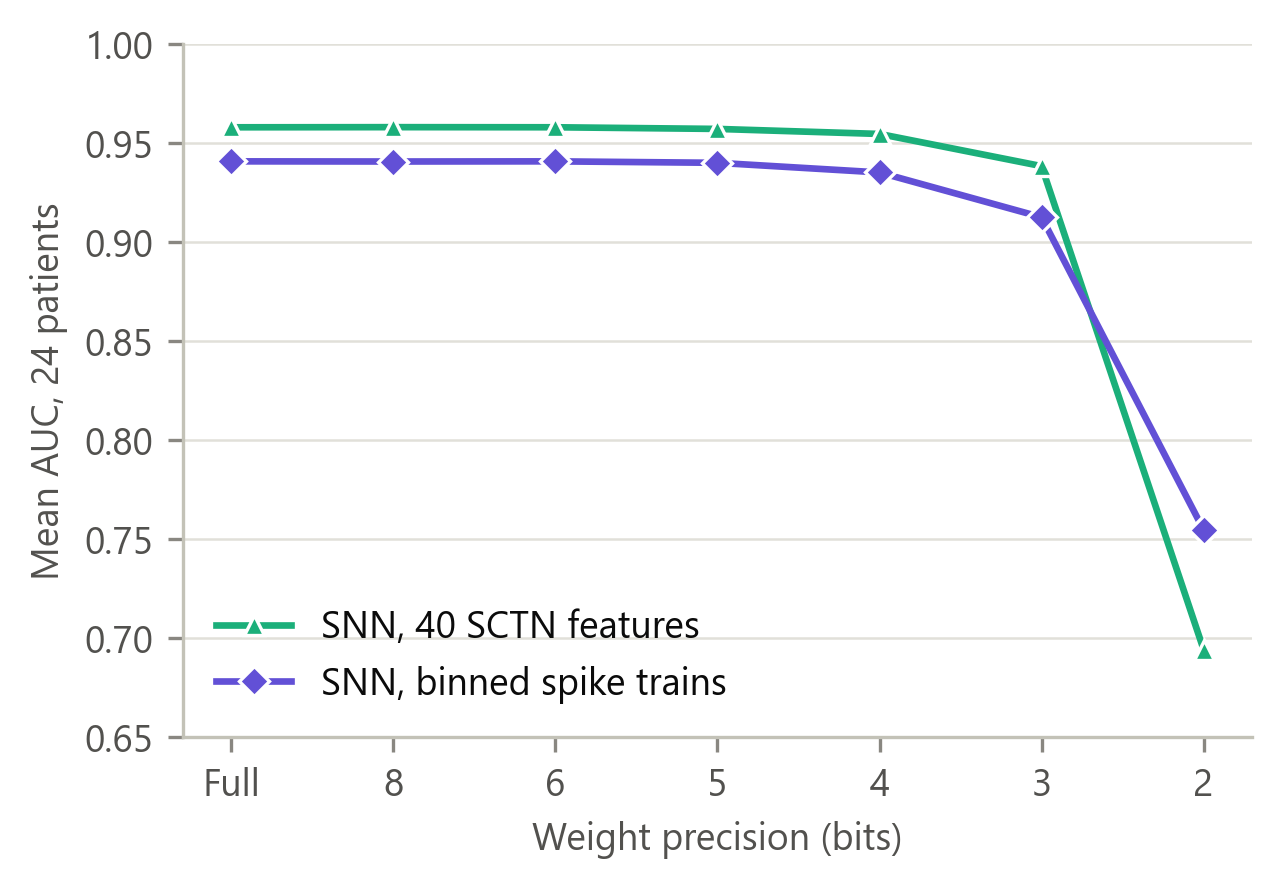 1.00
0.95
0.90
0.85
0.80
0.75
0.70
0.65
Mean AUC, 24 patients
SNN, 40 SCTN features
SNN, binned spike trains
Full 8 6 5 4 3 2
Weight precision (bits)